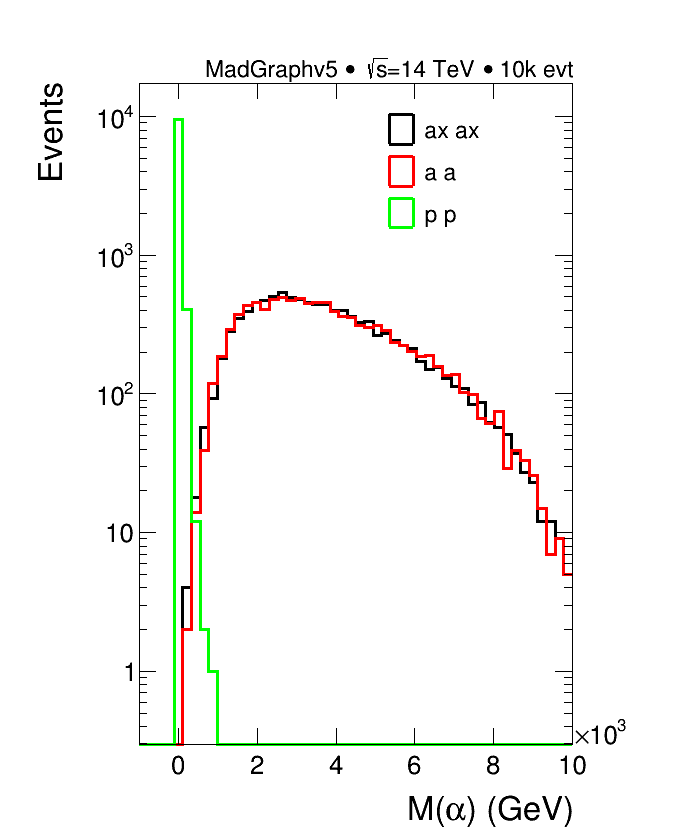 MadGraphv5 • √s=14 TeV • 10k evt
Events
ax ax
a a
p p
10⁴
10³
10²
10
1
0 2 4 6 8 10
×10³
M(α) (GeV)